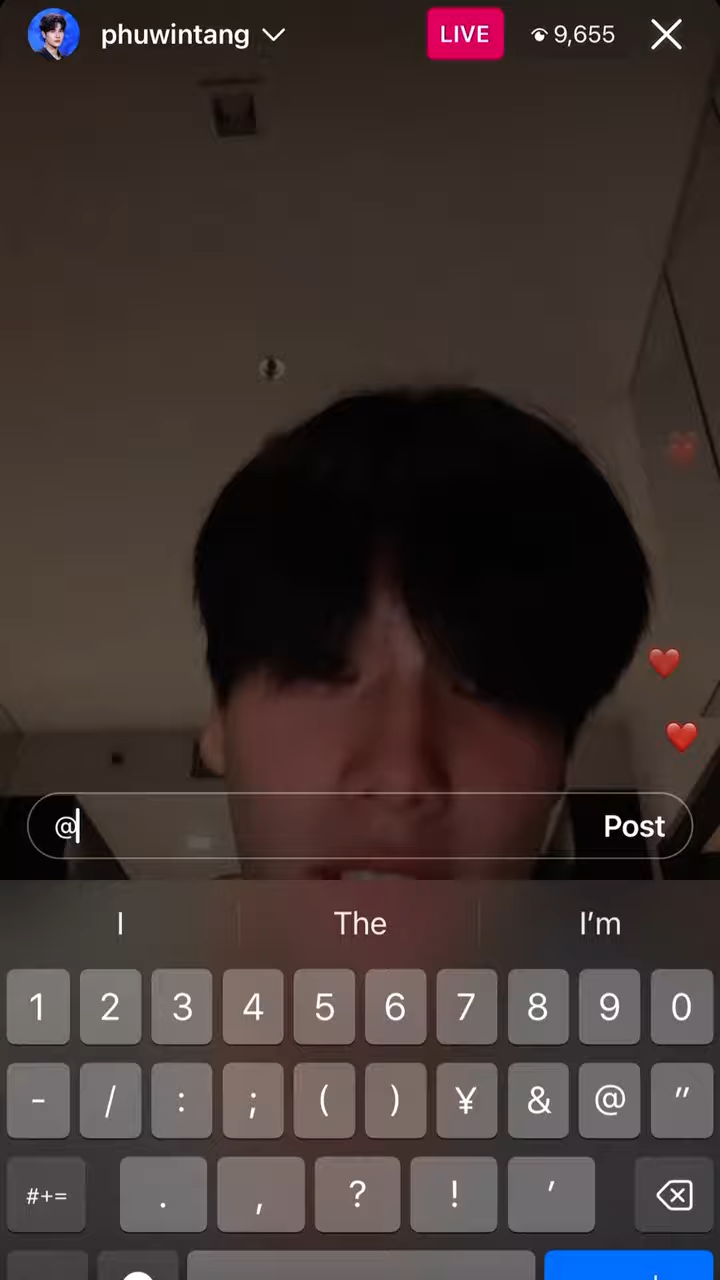 phuwintang LIVE 9,655
@ Post
I The I’m
1 2 3 4 5 6 7 8 9 0
- / : ; ( ) ¥ & @ "
#+= . , ? ! ’